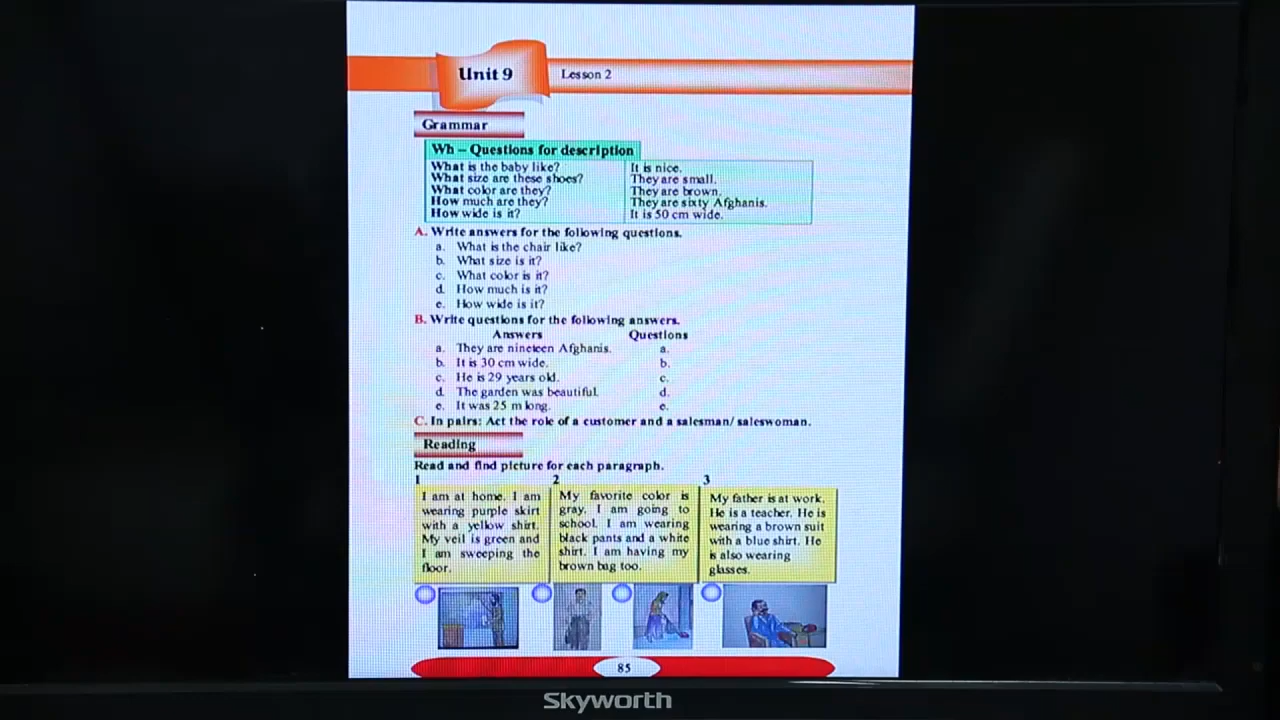 Unit 9
Lesson 2
Grammar
Wh – Questions for description
What is the baby like? It is nice.
What size are these shoes? They are small.
What color are they? They are brown.
How much are they? They are sixty Afghanis.
How wide is it? It is 50 cm wide.
A. Write answers for the following questions.
a. What is the chair like?
b. What size is it?
c. What color is it?
d. How much is it?
e. How wide is it?
B. Write questions for the following answers.
Answers Questions
a. They are nineteen Afghanis. a.
b. It is 30 cm wide. b.
c. He is 29 years old. c.
d. The garden was beautiful. d.
e. It was 25 m long. e.
C. In pairs: Act the role of a customer and a salesman/ saleswoman.
Reading
Read and find picture for each paragraph.
1
I am at home. I am
wearing purple skirt
with a yellow shirt.
My veil is green and
I am sweeping the
floor.
2
My favorite color is
gray. I am going to
school. I am wearing
black pants and a white
shirt. I am having my
brown bag too.
3
My father is at work.
He is a teacher. He is
wearing a brown suit
with a blue shirt. He
is also wearing
glasses.
85
Skyworth